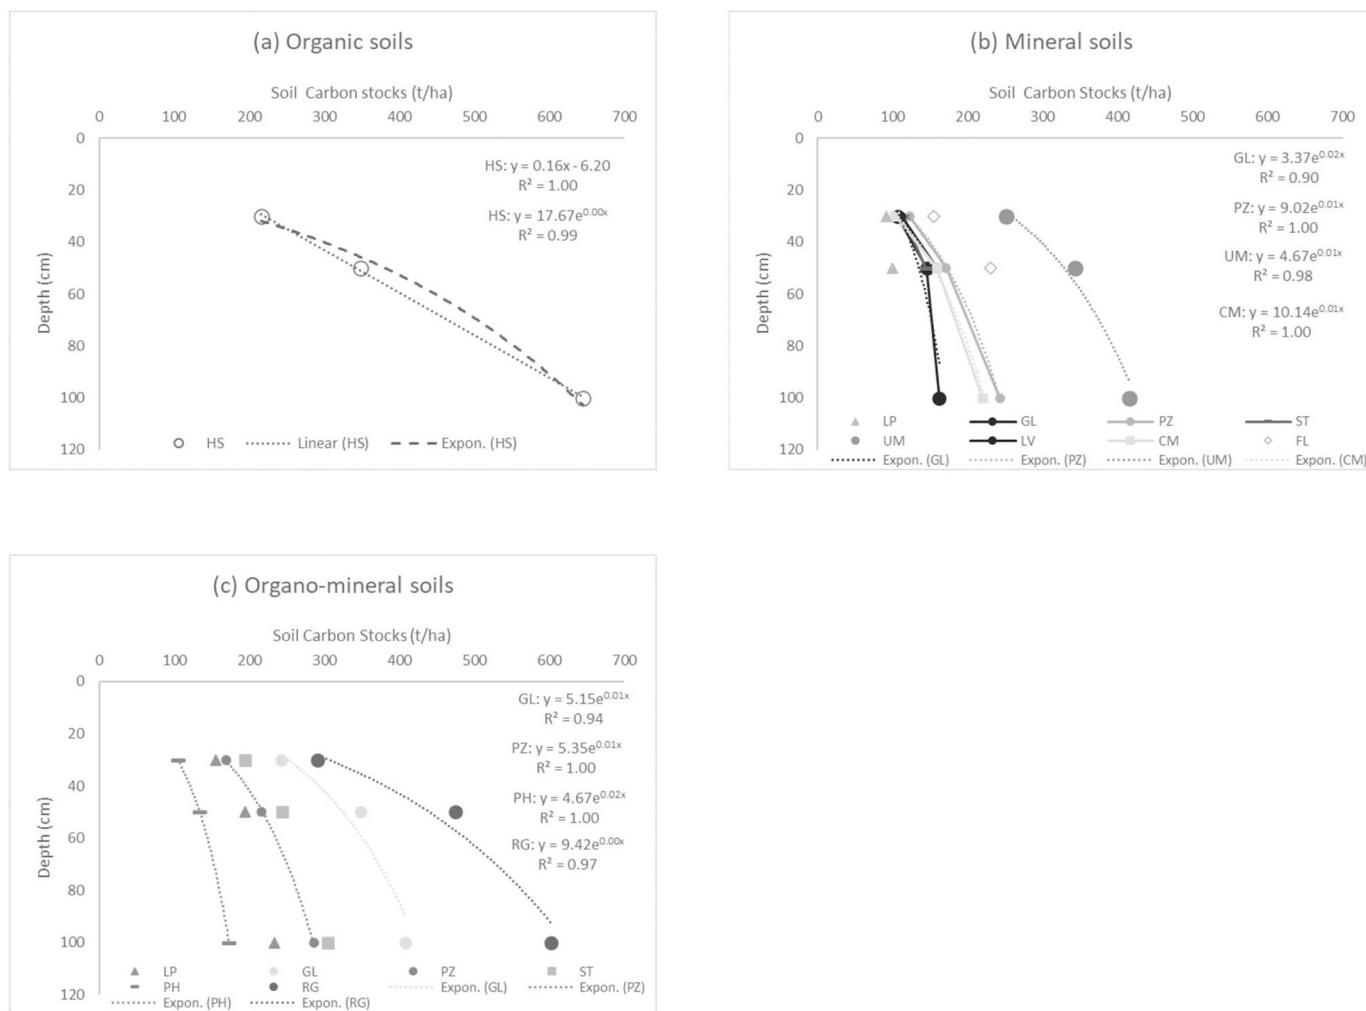 (a) Organic soils
Soil Carbon stocks (t/ha)
0 100 200 300 400 500 600 700
0
20
40
60
80
100
120
Depth (cm)
HS: y = 0.16x - 6.20
R² = 1.00
HS: y = 17.67e^0.00x
R² = 0.99
HS Linear (HS) Expon. (HS)
(b) Mineral soils
Soil Carbon Stocks (t/ha)
0 100 200 300 400 500 600 700
0
20
40
60
80
100
120
Depth (cm)
GL: y = 3.37e^0.02x
R² = 0.90
PZ: y = 9.02e^0.01x
R² = 1.00
UM: y = 4.67e^0.01x
R² = 0.98
CM: y = 10.14e^0.01x
R² = 1.00
LP GL PZ ST
UM LV CM FL
Expon. (GL) Expon. (PZ) Expon. (UM) Expon. (CM)
(c) Organo-mineral soils
Soil Carbon Stocks (t/ha)
0 100 200 300 400 500 600 700
0
20
40
60
80
100
120
Depth (cm)
GL: y = 5.15e^0.01x
R² = 0.94
PZ: y = 5.35e^0.01x
R² = 1.00
PH: y = 4.67e^0.02x
R² = 1.00
RG: y = 9.42e^0.00x
R² = 0.97
LP GL PZ ST
PH RG Expon. (GL) Expon. (PZ)
Expon. (PH) Expon. (RG)